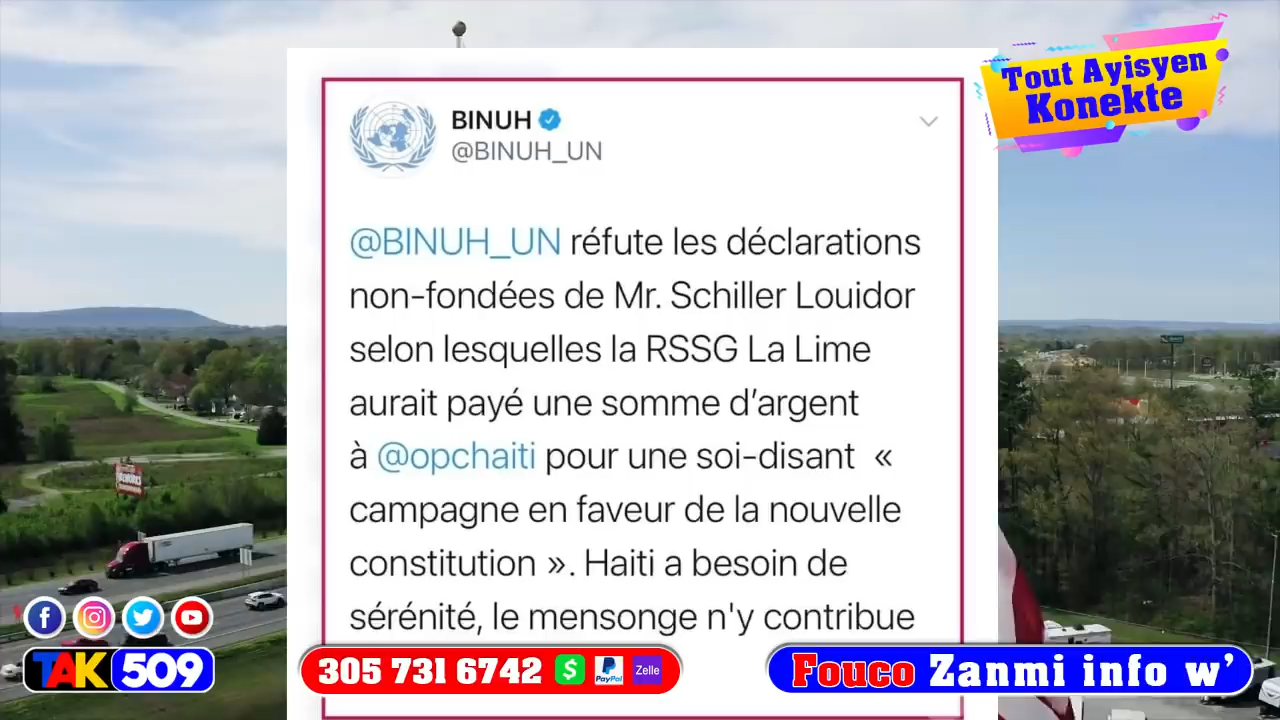 Tout Ayisyen
Konekte
BINUH
@BINUH_UN
@BINUH_UN réfute les déclarations
non-fondées de Mr. Schiller Louidor
selon lesquelles la RSSG La Lime
aurait payé une somme d’argent
à @opchaiti pour une soi-disant «
campagne en faveur de la nouvelle
constitution ». Haiti a besoin de
sérénité, le mensonge n'y contribue
TAK 509
305 731 6742 $ PayPal Zelle
Fouco Zanmi info w’